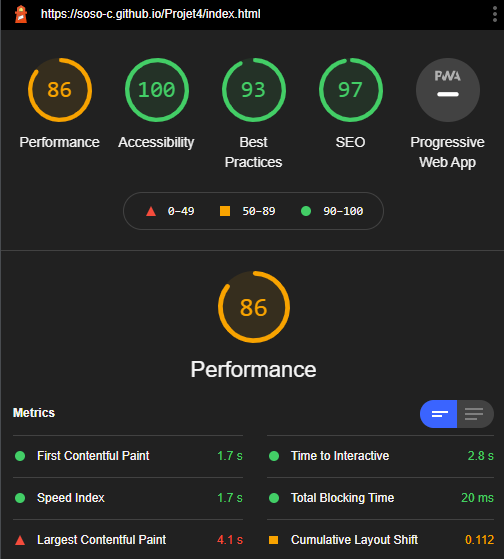 https://soso-c.github.io/Projet4/index.html
86
100
93
97
PWA
Performance
Accessibility
Best
Practices
SEO
Progressive
Web App
0–49
50–89
90–100
86
Performance
Metrics
First Contentful Paint 1.7 s
Time to Interactive 2.8 s
Speed Index 1.7 s
Total Blocking Time 20 ms
Largest Contentful Paint 4.1 s
Cumulative Layout Shift 0.112